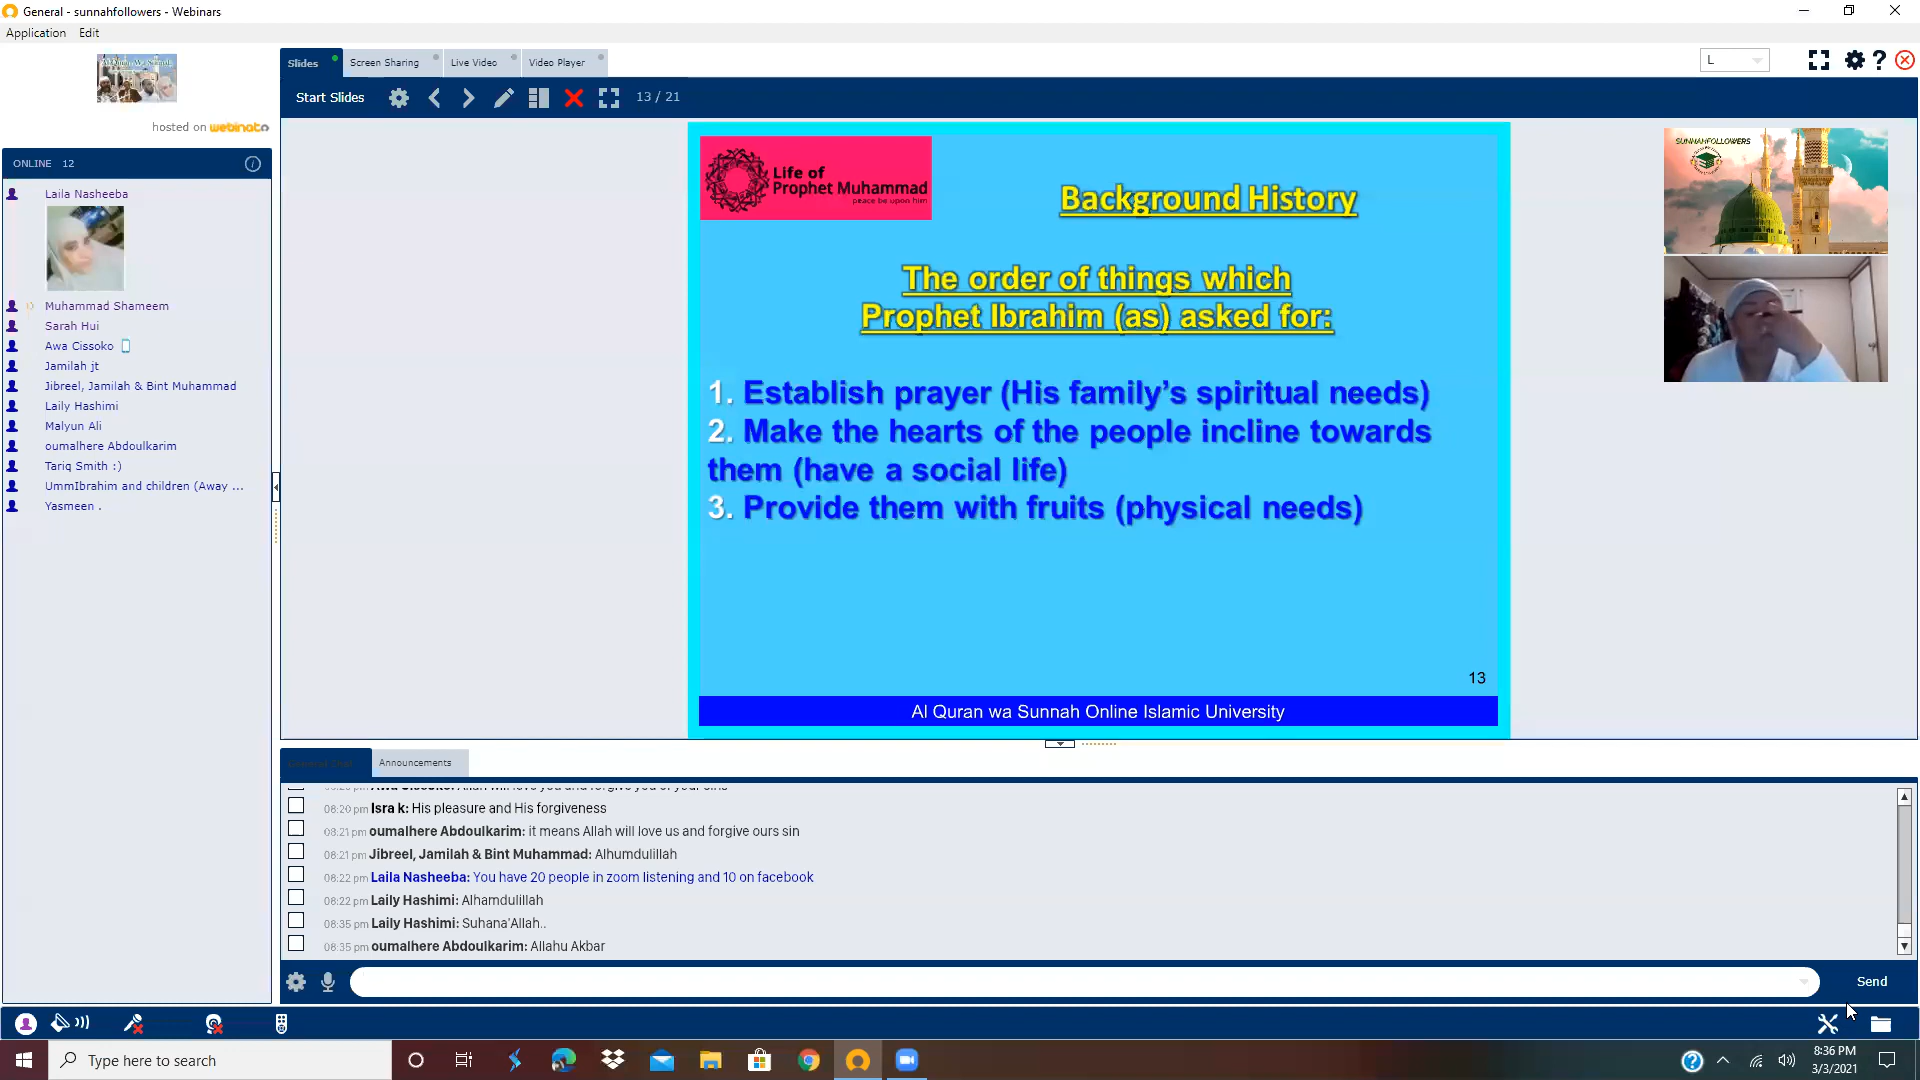 General - sunnahfollowers - Webinars
Application Edit
hosted on webinato
ONLINE 12
Laila Nasheeba
Muhammad Shameem
Sarah Hui
Awa Cissoko
Jamilah jt
Jibreel, Jamilah & Bint Muhammad
Laily Hashimi
Malyun Ali
oumalhere Abdoulkarim
Tariq Smith :)
UmmIbrahim and children (Away ...
Yasmeen .
Slides Screen Sharing Live Video Video Player
L
Start Slides 13 / 21
Life of
Prophet Muhammad
peace be upon him
Background History
The order of things which
Prophet Ibrahim (as) asked for:
1. Establish prayer (His family's spiritual needs)
2. Make the hearts of the people incline towards
them (have a social life)
3. Provide them with fruits (physical needs)
13
Al Quran wa Sunnah Online Islamic University
SUNNAHFOLLOWERS
Announcements
08:20 pm Isra k: His pleasure and His forgiveness
08:21 pm oumalhere Abdoulkarim: it means Allah will love us and forgive ours sin
08:21 pm Jibreel, Jamilah & Bint Muhammad: Alhumdulillah
08:22 pm Laila Nasheeba: You have 20 people in zoom listening and 10 on facebook
08:22 pm Laily Hashimi: Alhamdulillah
08:35 pm Laily Hashimi: Suhana'Allah..
08:35 pm oumalhere Abdoulkarim: Allahu Akbar
Send
Type here to search
8:36 PM
3/3/2021